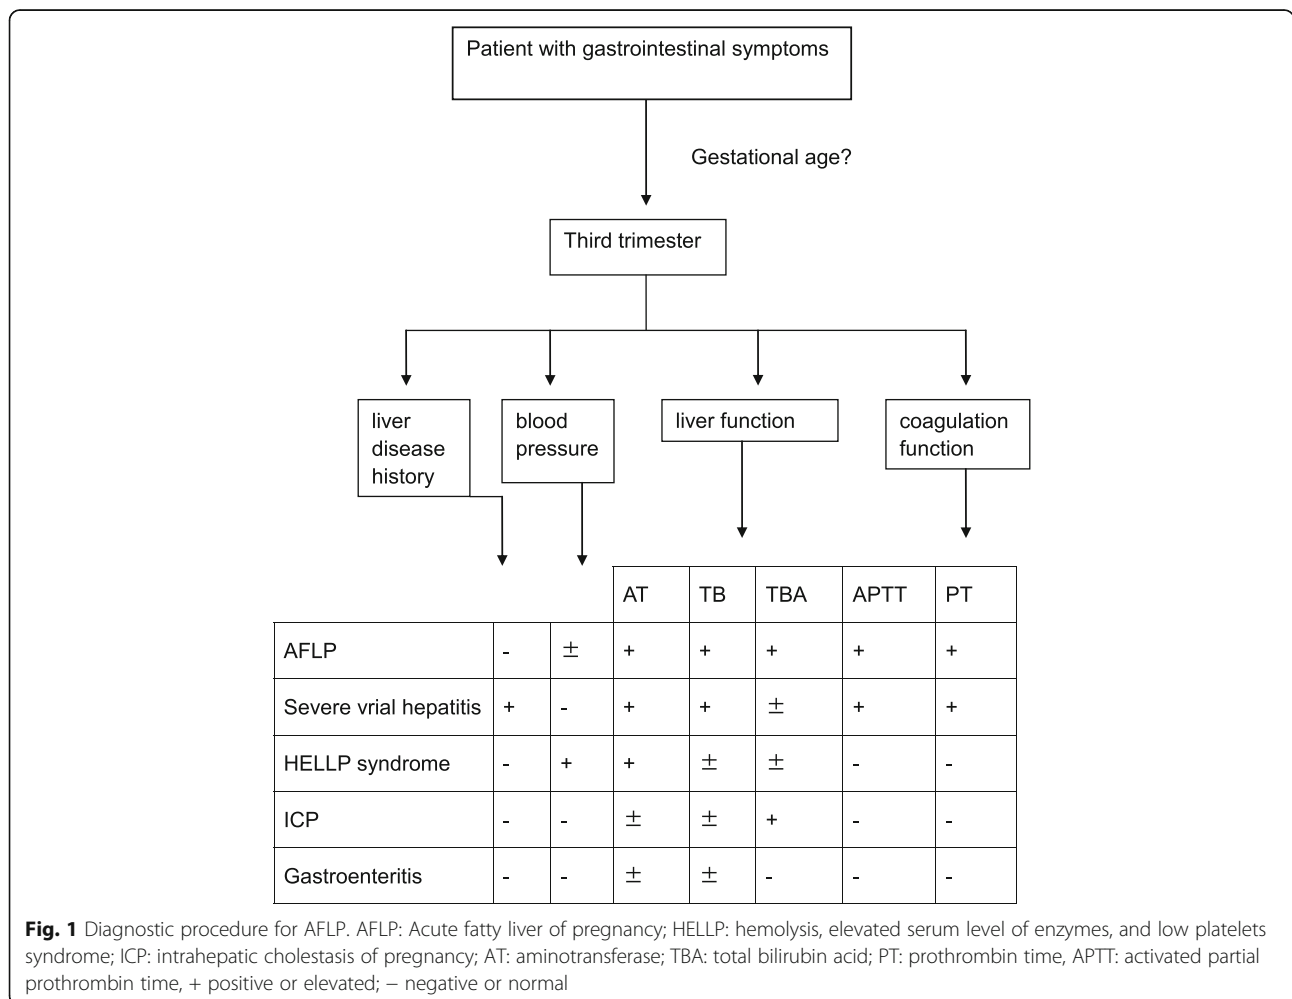 Patient with gastrointestinal symptoms
Gestational age?
Third trimester
liver
disease
history
blood
pressure
liver function
coagulation
function
AT TB TBA APTT PT
AFLP - ± + + + + +
Severe vrial hepatitis + - + + ± + +
HELLP syndrome - + + ± ± - -
ICP - - ± ± + - -
Gastroenteritis - - ± ± - - -
Fig. 1 Diagnostic procedure for AFLP. AFLP: Acute fatty liver of pregnancy; HELLP: hemolysis, elevated serum level of enzymes, and low platelets
syndrome; ICP: intrahepatic cholestasis of pregnancy; AT: aminotransferase; TBA: total bilirubin acid; PT: prothrombin time, APTT: activated partial
prothrombin time, + positive or elevated; − negative or normal